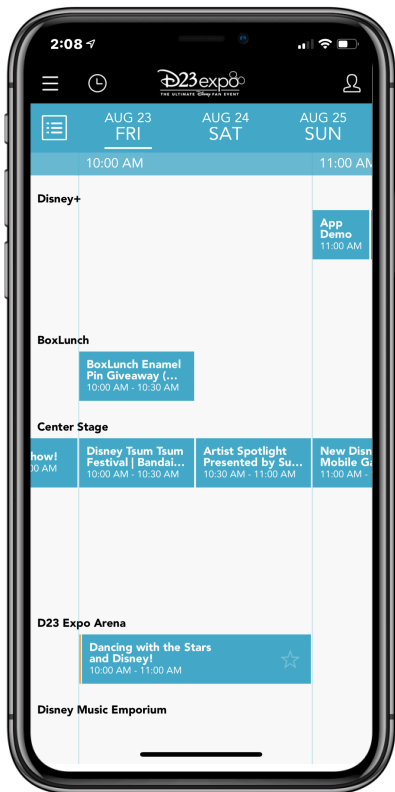 2:08
D23 expo
THE ULTIMATE Disney FAN EVENT
AUG 23 AUG 24 AUG 25
FRI SAT SUN
10:00 AM 11:00 AM
Disney+
App
Demo
11:00 AM
BoxLunch
BoxLunch Enamel
Pin Giveaway (...
10:00 AM - 10:30 AM
Center Stage
how!
00 AM
Disney Tsum Tsum
Festival | Bandai...
10:00 AM - 10:30 AM
Artist Spotlight
Presented by Su...
10:30 AM - 11:00 AM
New Disn
Mobile Ga
11:00 AM -
D23 Expo Arena
Dancing with the Stars
and Disney!
10:00 AM - 11:00 AM
Disney Music Emporium